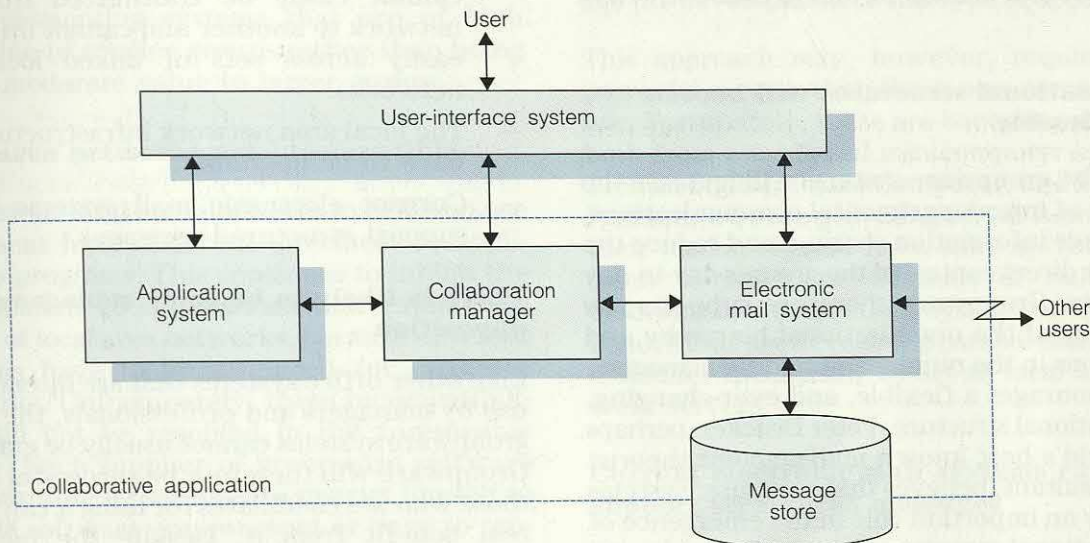 User
User-interface system
Application
system
Collaboration
manager
Electronic
mail system
Other
users
Collaborative application
Message
store